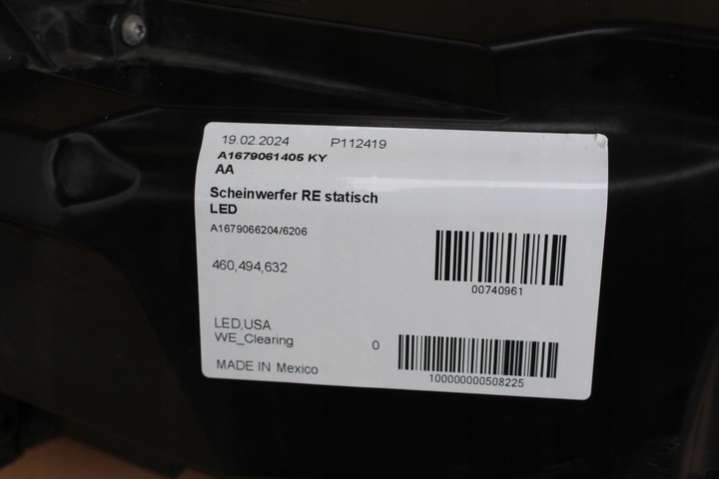 19.02.2024 P112419
A1679061405 KY
AA
Scheinwerfer RE statisch
LED
A1679066204/6206
460,494,632
00740961
LED,USA
WE_Clearing 0
MADE IN Mexico
100000000508225